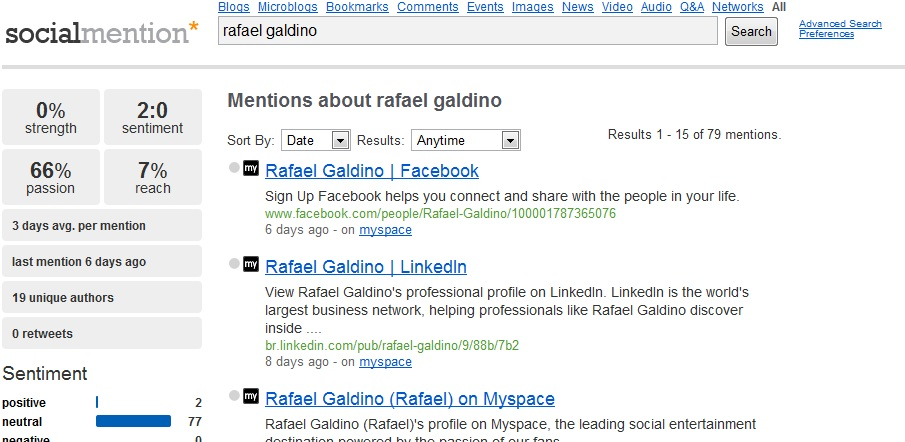 Blogs Microblogs Bookmarks Comments Events Images News Video Audio Q&A Networks All
socialmention*
rafael galdino
Search
Advanced Search
Preferences
0%
strength
2:0
sentiment
66%
passion
7%
reach
3 days avg. per mention
last mention 6 days ago
19 unique authors
0 retweets
Sentiment
positive 2
neutral 77
negative 0
Mentions about rafael galdino
Sort By: Date Results: Anytime
Results 1 - 15 of 79 mentions.
my Rafael Galdino | Facebook
Sign Up Facebook helps you connect and share with the people in your life.
www.facebook.com/people/Rafael-Galdino/100001787365076
6 days ago - on myspace
my Rafael Galdino | LinkedIn
View Rafael Galdino's professional profile on LinkedIn. LinkedIn is the world's
largest business network, helping professionals like Rafael Galdino discover
inside ....
br.linkedin.com/pub/rafael-galdino/9/88b/7b2
8 days ago - on myspace
my Rafael Galdino (Rafael) on Myspace
Rafael Galdino (Rafael)'s profile on Myspace, the leading social entertainment
destination powered by the passion of our fans.